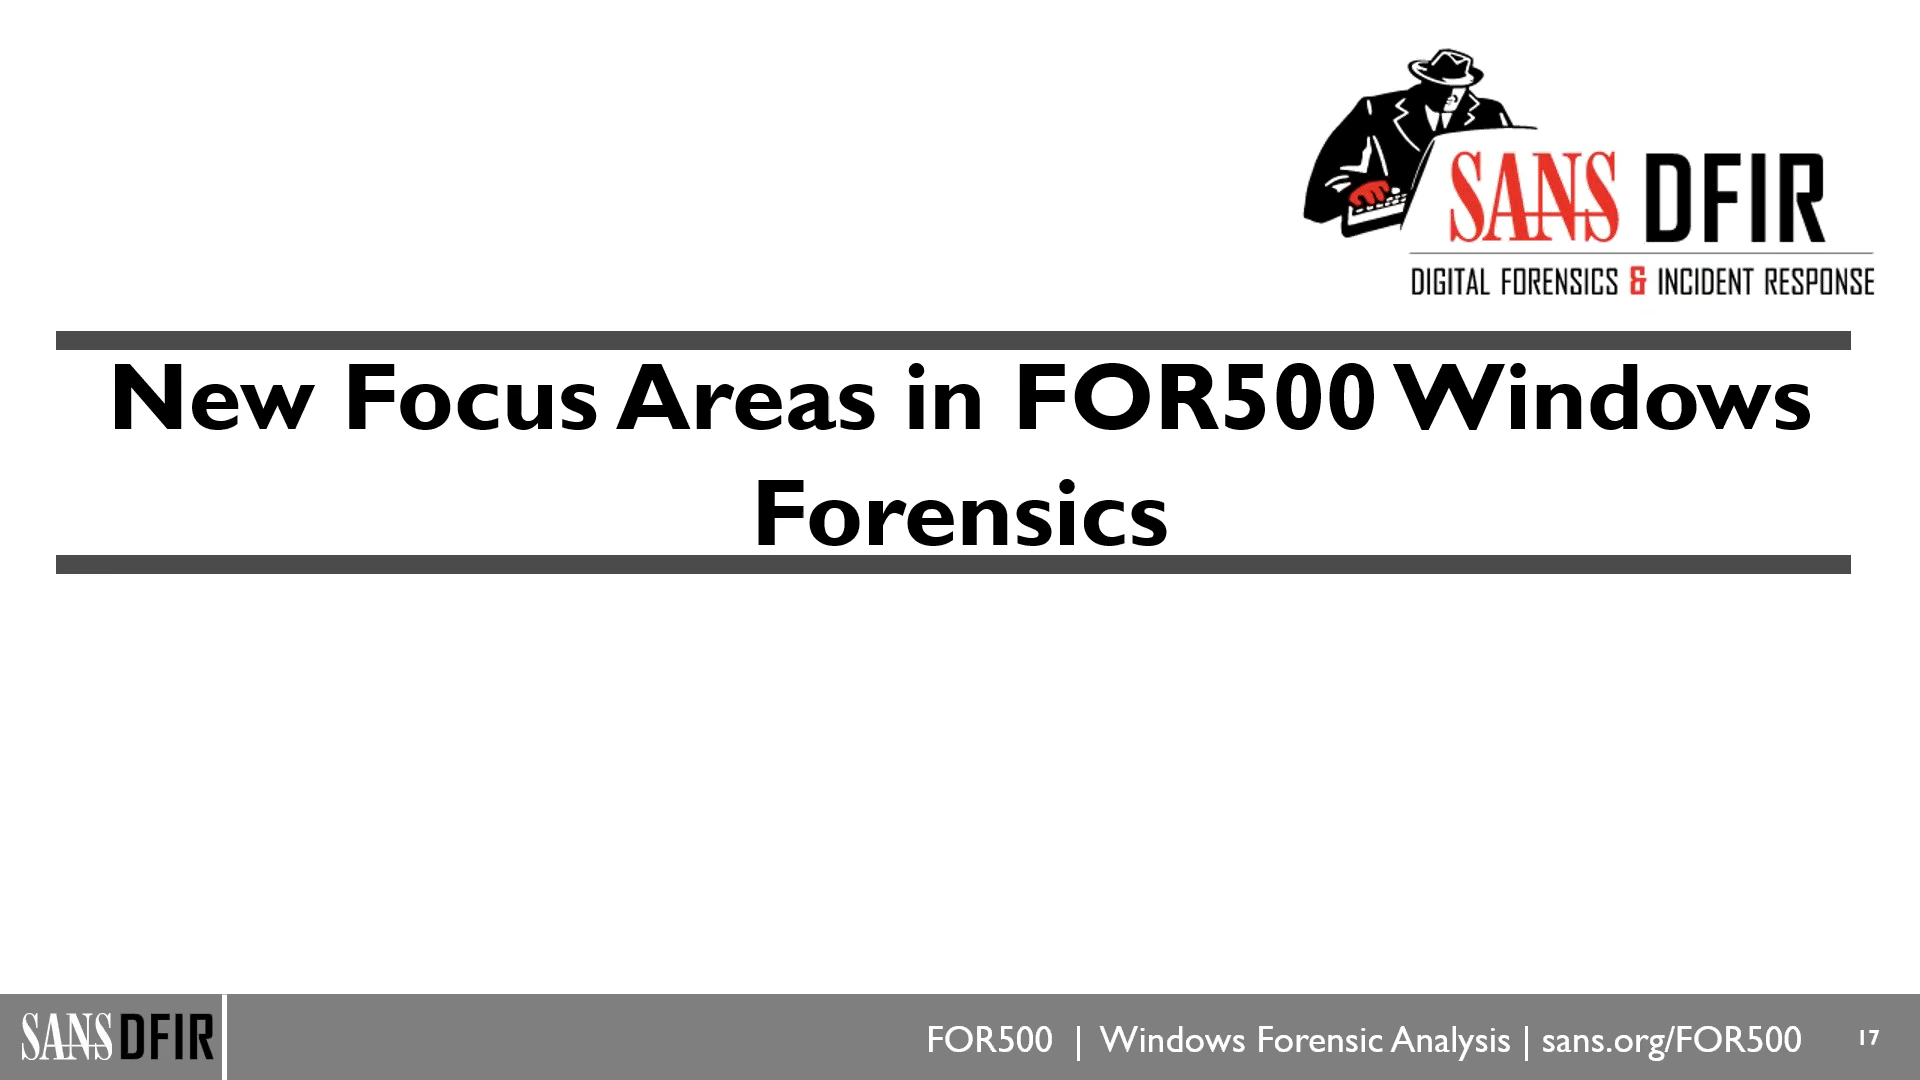 SANS DFIR
DIGITAL FORENSICS & INCIDENT RESPONSE
New Focus Areas in FOR500 Windows
Forensics
SANS DFIR
FOR500 | Windows Forensic Analysis | sans.org/FOR500
17